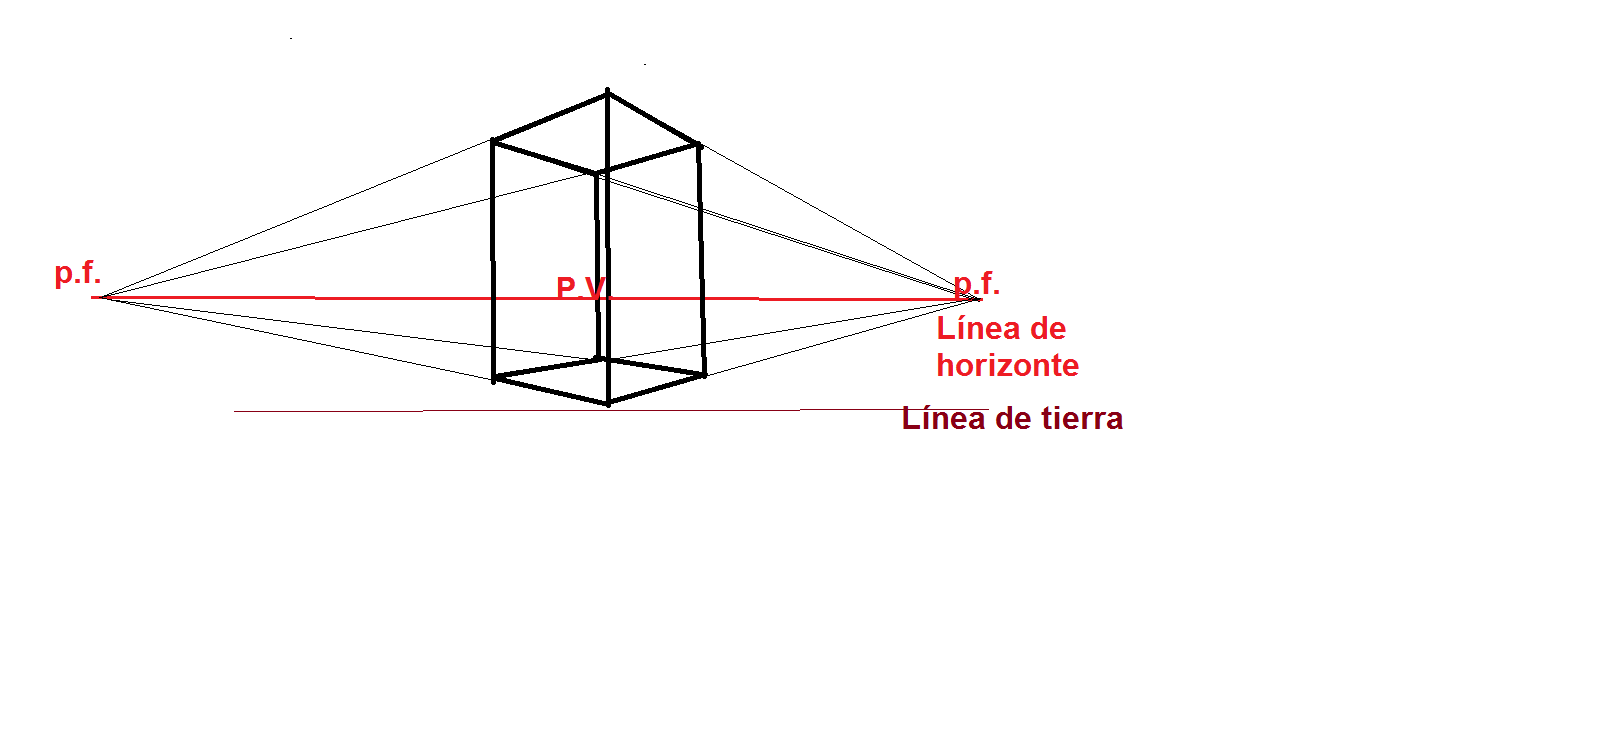 p.f.
P.V.
p.f.
Línea de
horizonte
Línea de tierra